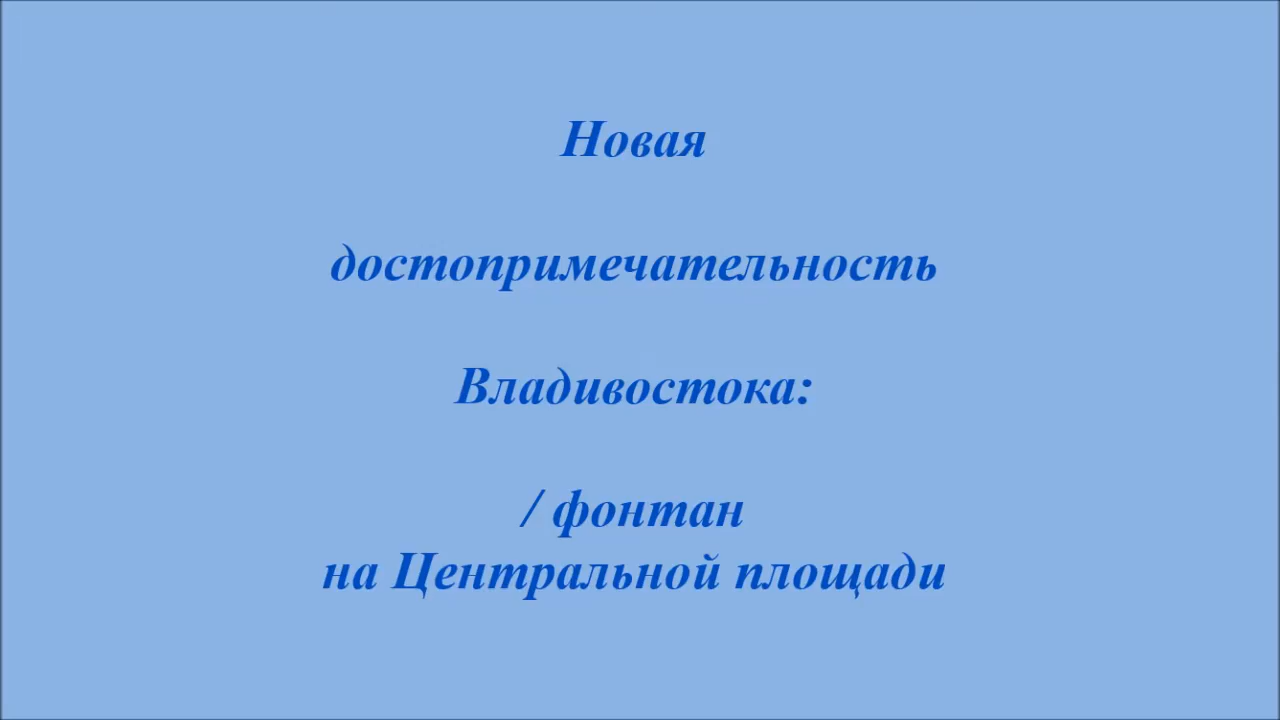 Новая
достопримечательность
Владивостока:
/ фонтан
на Центральной площади